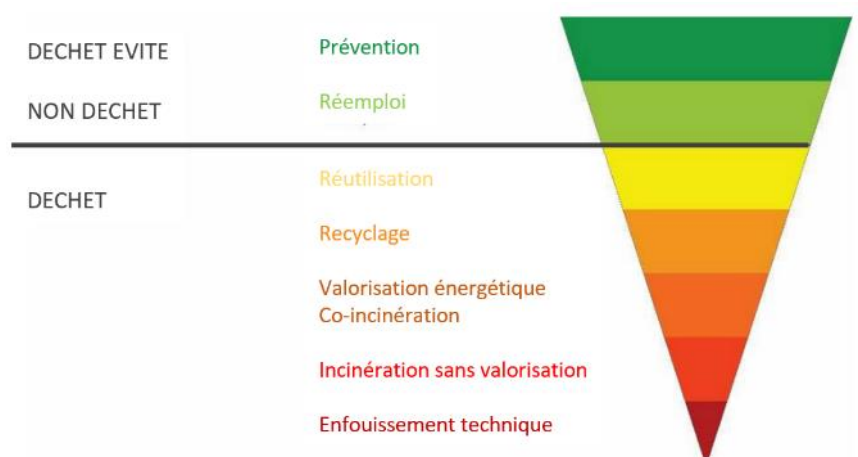 DECHET EVITE
Prévention
NON DECHET
Réemploi
DECHET
Réutilisation
Recyclage
Valorisation énergétique
Co-incinération
Incinération sans valorisation
Enfouissement technique